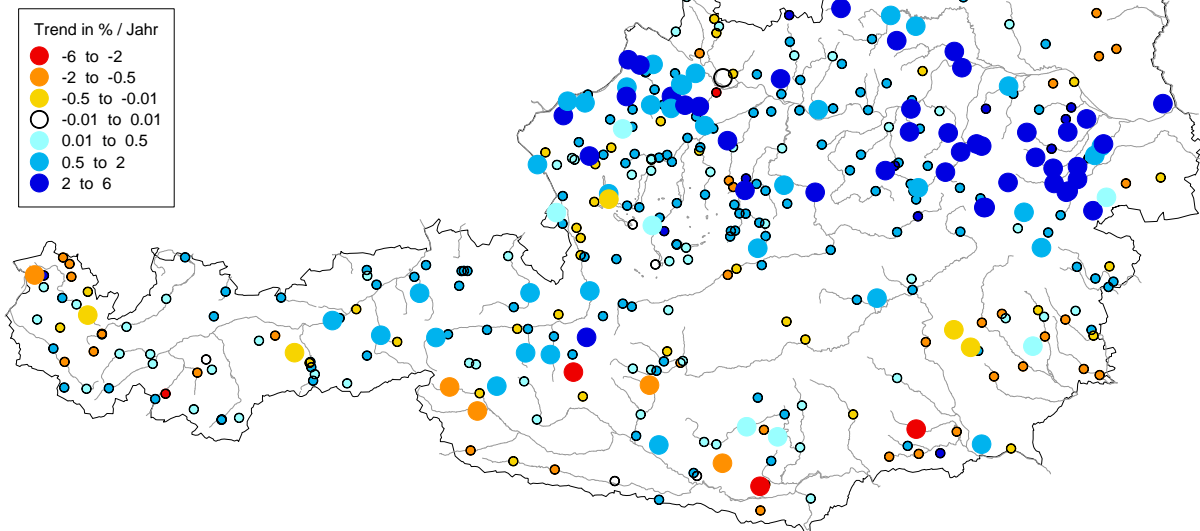 Trend in % / Jahr
-6 to -2
-2 to -0.5
-0.5 to -0.01
-0.01 to 0.01
0.01 to 0.5
0.5 to 2
2 to 6